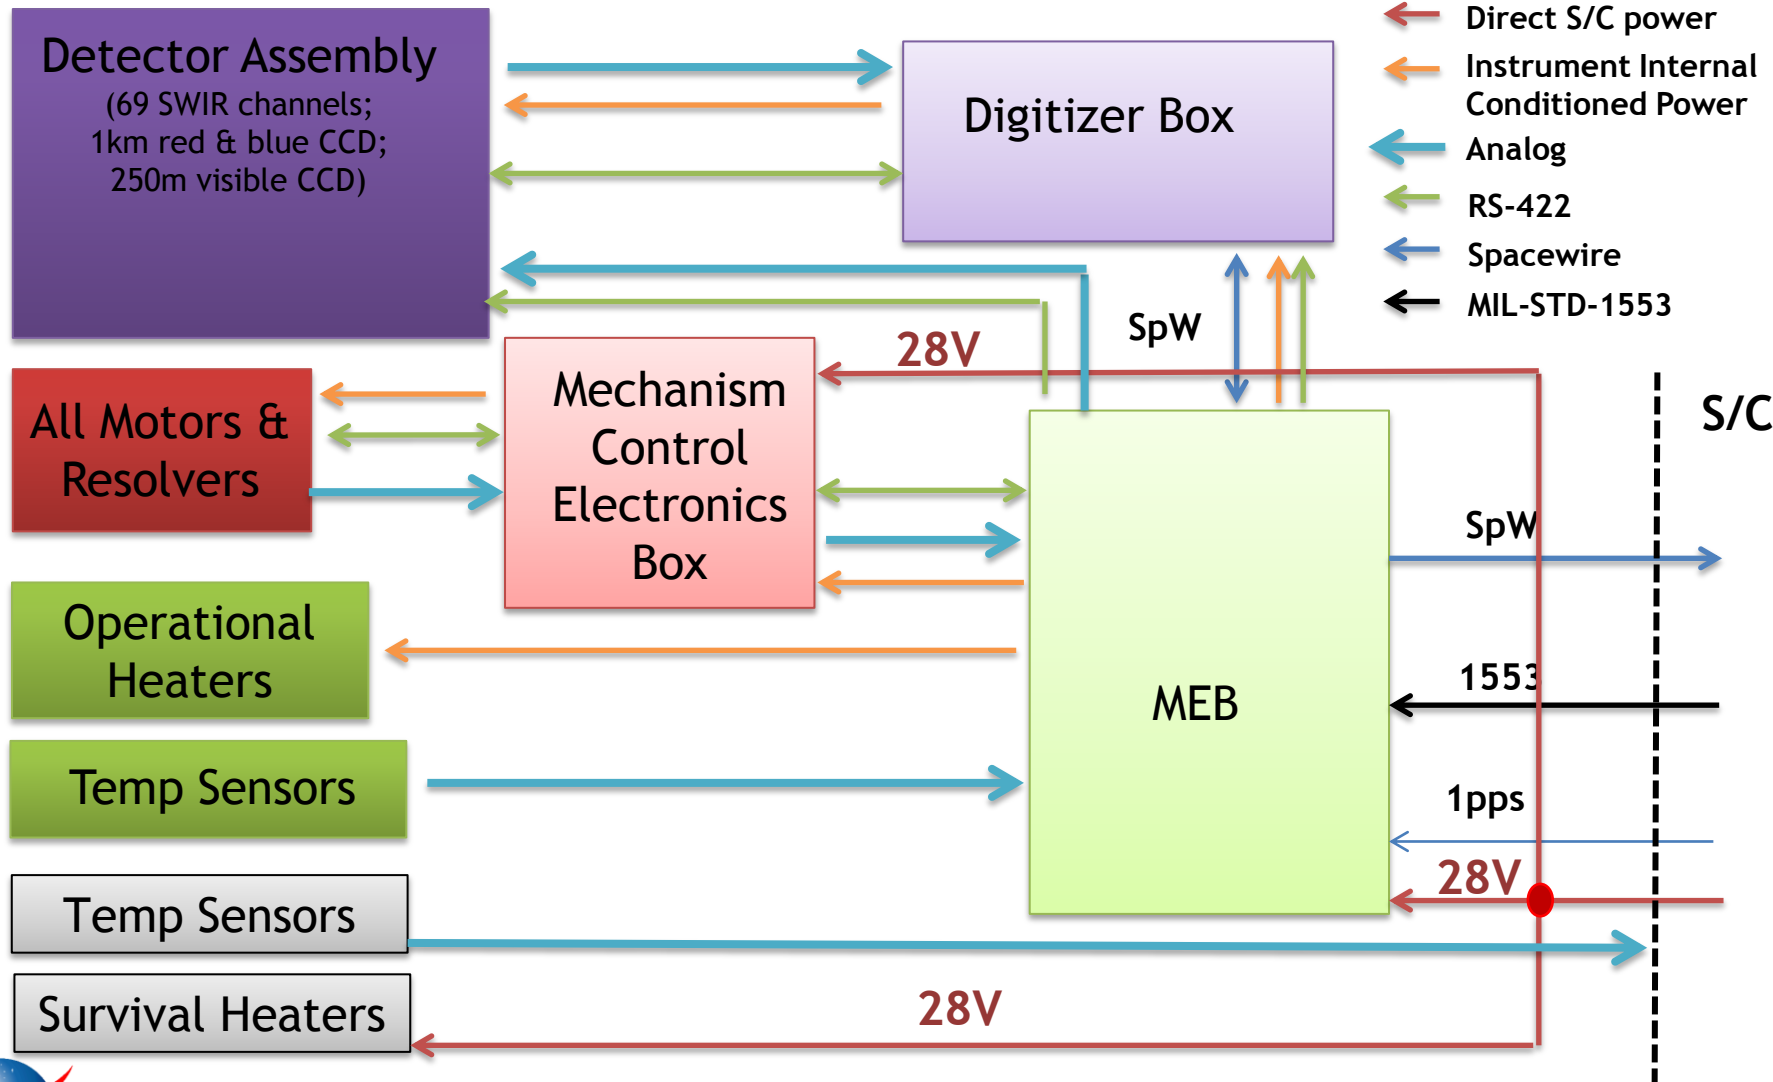 Detector Assembly
(69 SWIR channels;
1km red & blue CCD;
250m visible CCD)
Digitizer Box
Direct S/C power
Instrument Internal
Conditioned Power
Analog
RS-422
Spacewire
MIL-STD-1553
SpW
28V
S/C
All Motors &
Resolvers
Mechanism
Control
Electronics
Box
MEB
SpW
Operational
Heaters
1553
Temp Sensors
1pps
28V
Temp Sensors
Survival Heaters
28V